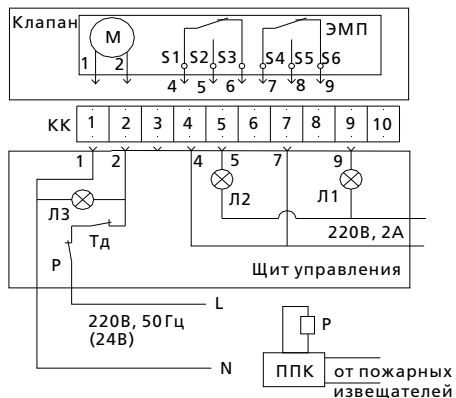 Клапан
ЭМП
М
1 2
S1 S2 S3 S4 S5 S6
4 5 6 7 8 9
КК 1 2 3 4 5 6 7 8 9 10
1 2 4 5 7 9
Л3 Л2 Л1
Тд
220В, 2А
Р
Щит управления
L
220В, 50Гц
(24В)
Р
N
ППК
от пожарных
извещателей